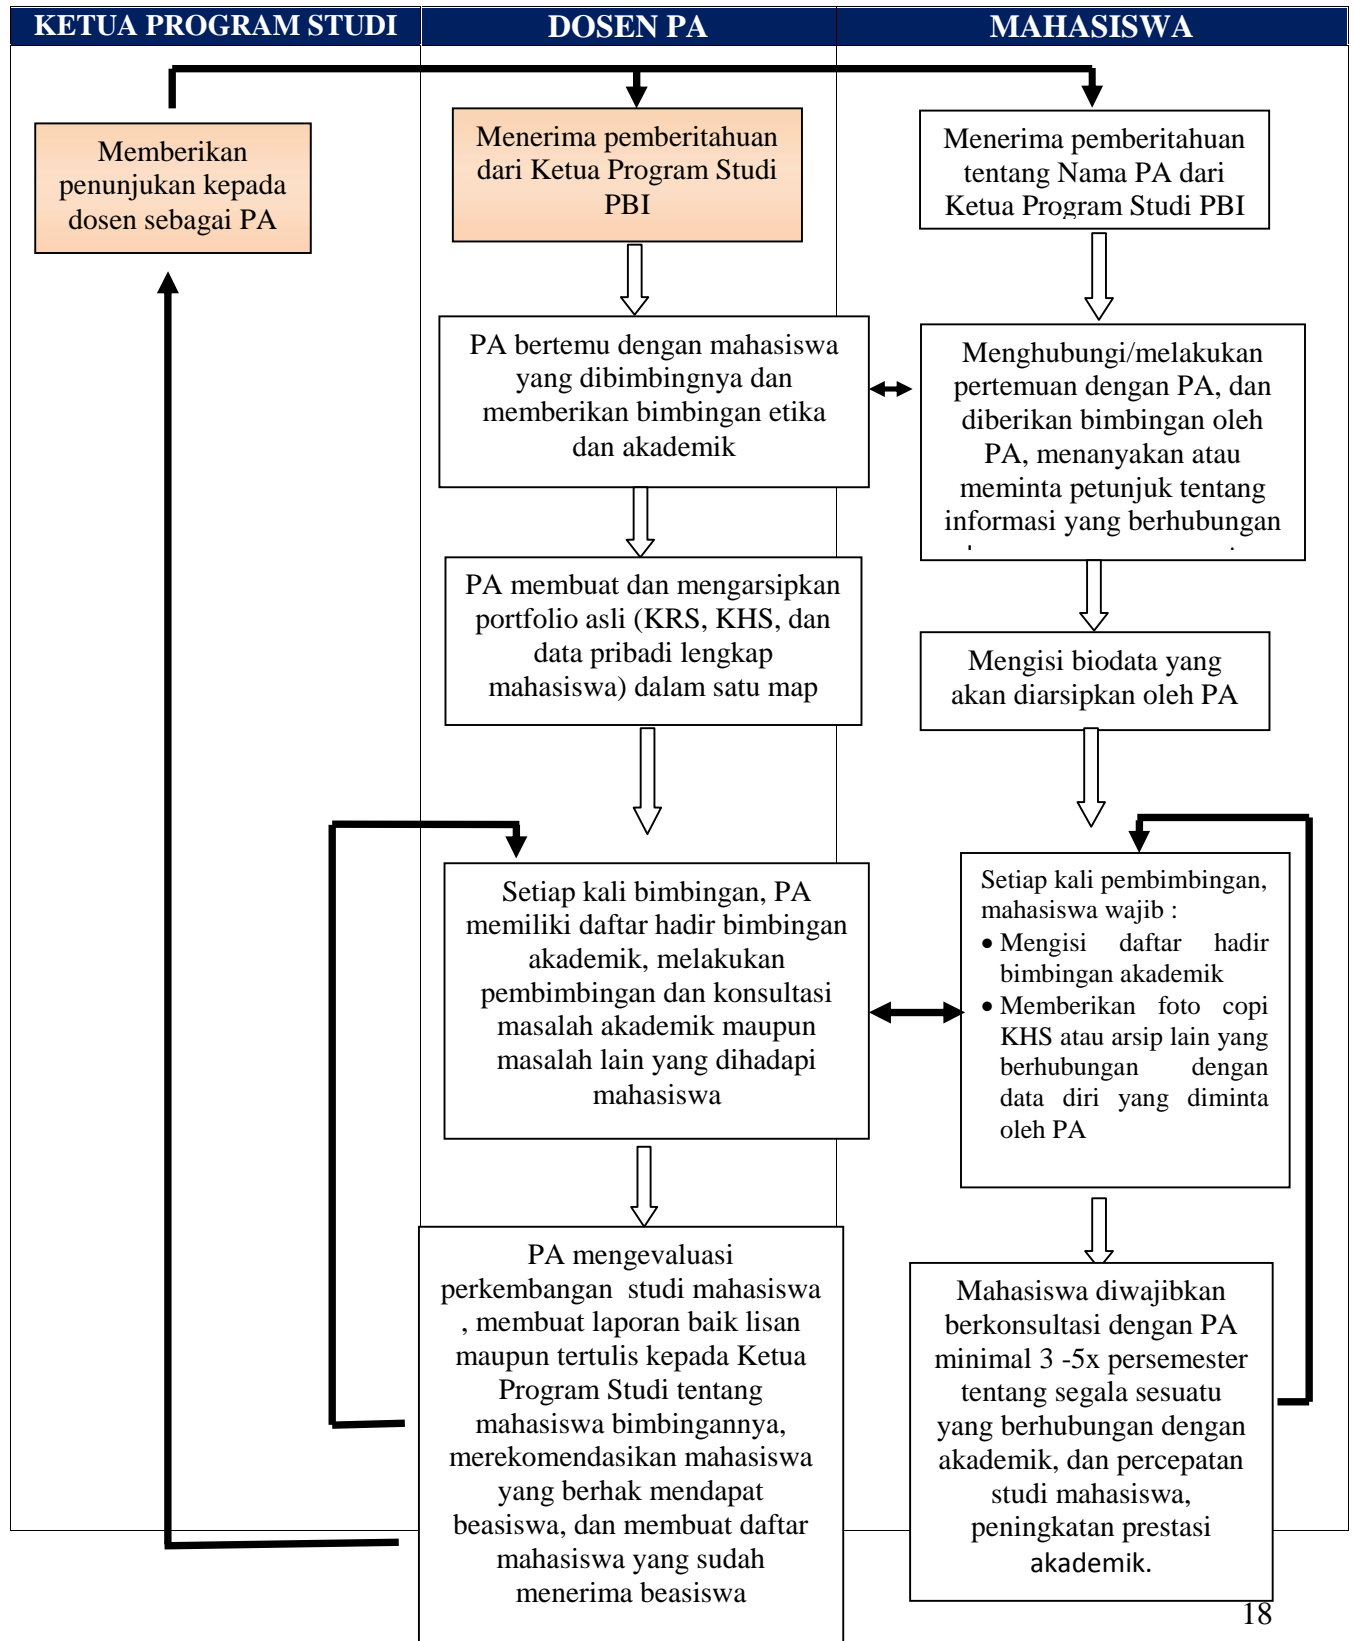 KETUA PROGRAM STUDI
DOSEN PA
MAHASISWA
Memberikan
penunjukan kepada
dosen sebagai PA
Menerima pemberitahuan
dari Ketua Program Studi
PBI
Menerima pemberitahuan
tentang Nama PA dari
Ketua Program Studi PBI
PA bertemu dengan mahasiswa
yang dibimbingnya dan
memberikan bimbingan etika
dan akademik
Menghubungi/melakukan
pertemuan dengan PA, dan
diberikan bimbingan oleh
PA, menanyakan atau
meminta petunjuk tentang
informasi yang berhubungan
PA membuat dan mengarsipkan
portfolio asli (KRS, KHS, dan
data pribadi lengkap
mahasiswa) dalam satu map
Mengisi biodata yang
akan diarsipkan oleh PA
Setiap kali bimbingan, PA
memiliki daftar hadir bimbingan
akademik, melakukan
pembimbingan dan konsultasi
masalah akademik maupun
masalah lain yang dihadapi
mahasiswa
Setiap kali pembimbingan,
mahasiswa wajib :
• Mengisi daftar hadir
bimbingan akademik
• Memberikan foto copi
KHS atau arsip lain yang
berhubungan dengan
data diri yang diminta
oleh PA
PA mengevaluasi
perkembangan studi mahasiswa
, membuat laporan baik lisan
maupun tertulis kepada Ketua
Program Studi tentang
mahasiswa bimbingannya,
merekomendasikan mahasiswa
yang berhak mendapat
beasiswa, dan membuat daftar
mahasiswa yang sudah
menerima beasiswa
Mahasiswa diwajibkan
berkonsultasi dengan PA
minimal 3 -5x persemester
tentang segala sesuatu
yang berhubungan dengan
akademik, dan percepatan
studi mahasiswa,
peningkatan prestasi
akademik.
18